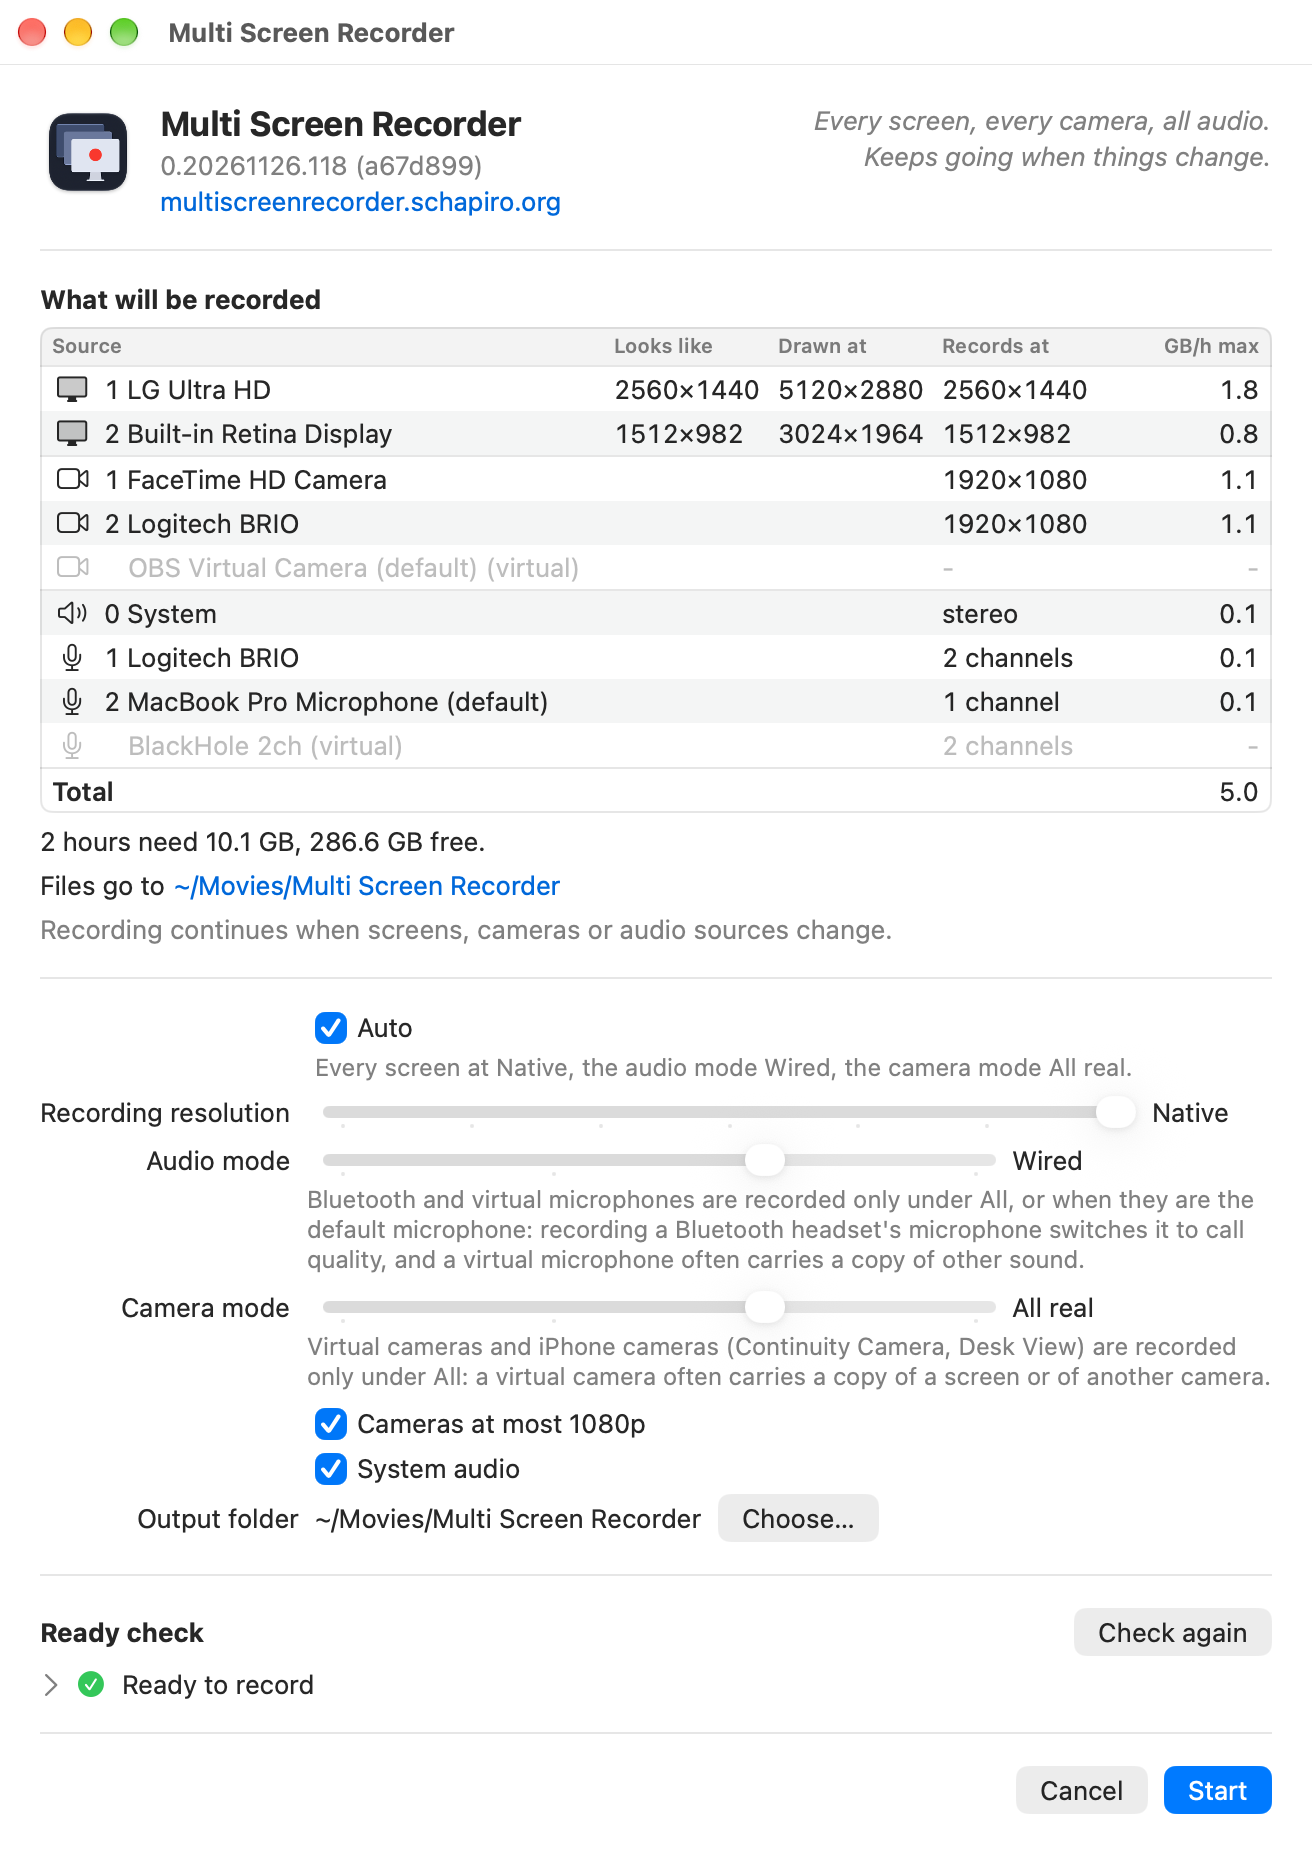 Multi Screen Recorder
Multi Screen Recorder
0.20261126.118 (a67d899)
multiscreenrecorder.schapiro.org
Every screen, every camera, all audio.
Keeps going when things change.
What will be recorded
Source Looks like Drawn at Records at GB/h max
1 LG Ultra HD 2560×1440 5120×2880 2560×1440 1.8
2 Built-in Retina Display 1512×982 3024×1964 1512×982 0.8
1 FaceTime HD Camera 1920×1080 1.1
2 Logitech BRIO 1920×1080 1.1
OBS Virtual Camera (default) (virtual) - -
0 System stereo 0.1
1 Logitech BRIO 2 channels 0.1
2 MacBook Pro Microphone (default) 1 channel 0.1
BlackHole 2ch (virtual) 2 channels -
Total 5.0
2 hours need 10.1 GB, 286.6 GB free.
Files go to ~/Movies/Multi Screen Recorder
Recording continues when screens, cameras or audio sources change.
Auto
Every screen at Native, the audio mode Wired, the camera mode All real.
Recording resolution Native
Audio mode Wired
Bluetooth and virtual microphones are recorded only under All, or when they are the
default microphone: recording a Bluetooth headset's microphone switches it to call
quality, and a virtual microphone often carries a copy of other sound.
Camera mode All real
Virtual cameras and iPhone cameras (Continuity Camera, Desk View) are recorded
only under All: a virtual camera often carries a copy of a screen or of another camera.
Cameras at most 1080p
System audio
Output folder ~/Movies/Multi Screen Recorder Choose...
Ready check Check again
Ready to record
Cancel Start